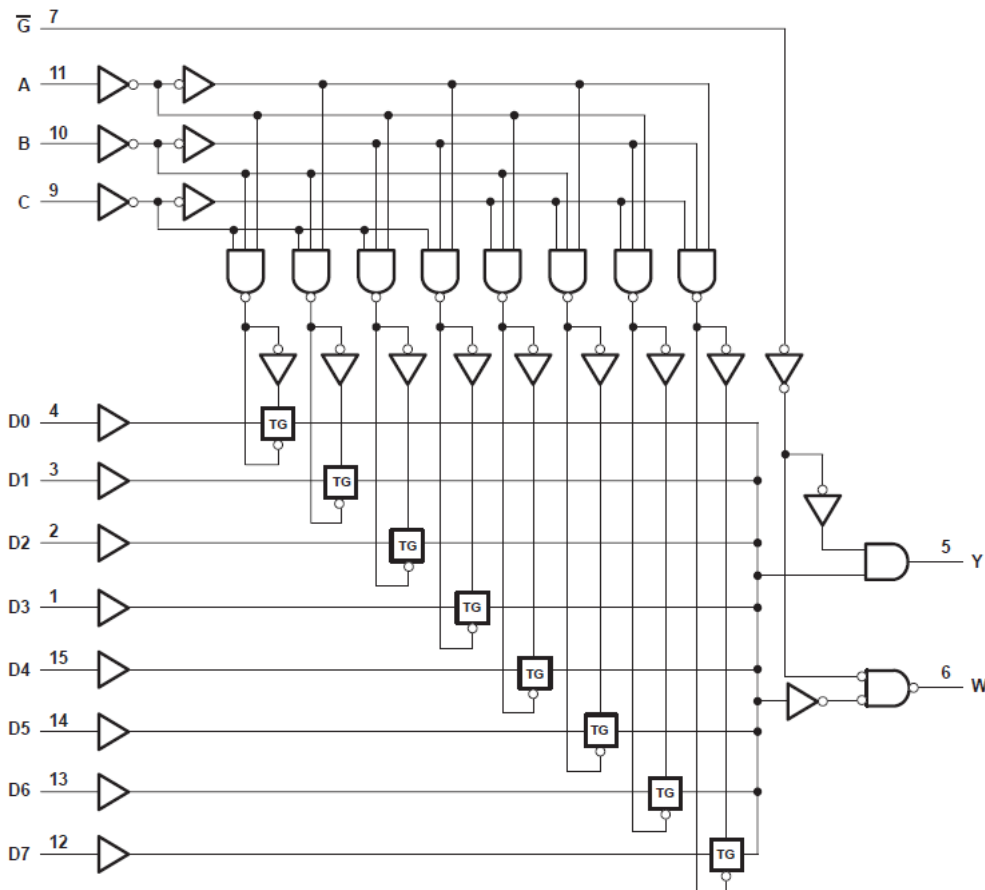 G̅ 7
A 11
B 10
C 9
D0 4
TG
D1 3
TG
D2 2
TG
5 Y
D3 1
TG
D4 15
TG
6 W
D5 14
TG
D6 13
TG
D7 12
TG